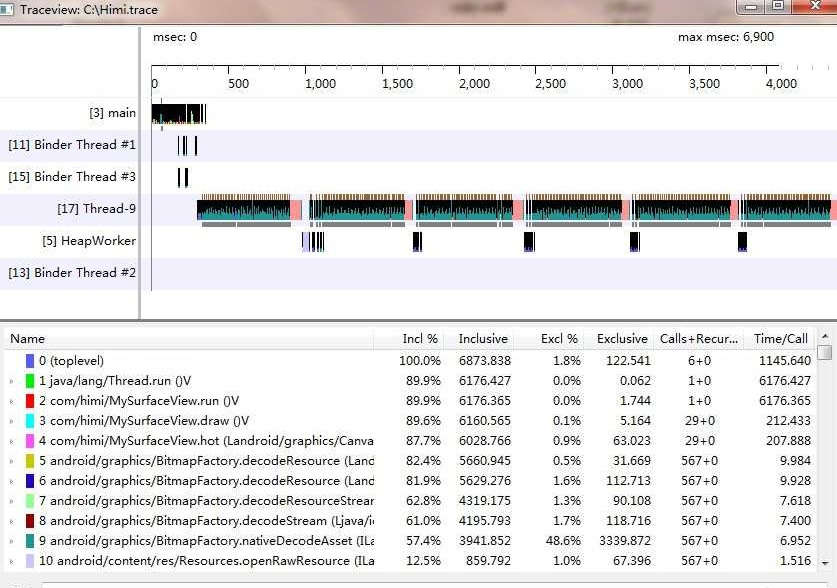 Traceview: C:\Himi.trace
msec: 0 max msec: 6,900
0 500 1,000 1,500 2,000 2,500 3,000 3,500 4,000
[3] main
[11] Binder Thread #1
[15] Binder Thread #3
[17] Thread-9
[5] HeapWorker
[13] Binder Thread #2
Name Incl % Inclusive Excl % Exclusive Calls+Recur... Time/Call
0 (toplevel) 100.0% 6873.838 1.8% 122.541 6+0 1145.640
1 java/lang/Thread.run ()V 89.9% 6176.427 0.0% 0.062 1+0 6176.427
2 com/himi/MySurfaceView.run ()V 89.9% 6176.365 0.0% 1.744 1+0 6176.365
3 com/himi/MySurfaceView.draw ()V 89.6% 6160.565 0.1% 5.164 29+0 212.433
4 com/himi/MySurfaceView.hot (Landroid/graphics/Canva 87.7% 6028.766 0.9% 63.023 29+0 207.888
5 android/graphics/BitmapFactory.decodeResource (Land 82.4% 5660.945 0.5% 31.669 567+0 9.984
6 android/graphics/BitmapFactory.decodeResource (Land 81.9% 5629.276 1.6% 112.713 567+0 9.928
7 android/graphics/BitmapFactory.decodeResourceStrear 62.8% 4319.175 1.3% 90.108 567+0 7.618
8 android/graphics/BitmapFactory.decodeStream (Ljava/i 61.0% 4195.793 1.7% 118.716 567+0 7.400
9 android/graphics/BitmapFactory.nativeDecodeAsset (ILa 57.4% 3941.852 48.6% 3339.872 567+0 6.952
10 android/content/res/Resources.openRawResource (ILa 12.5% 859.792 1.0% 67.396 567+0 1.516